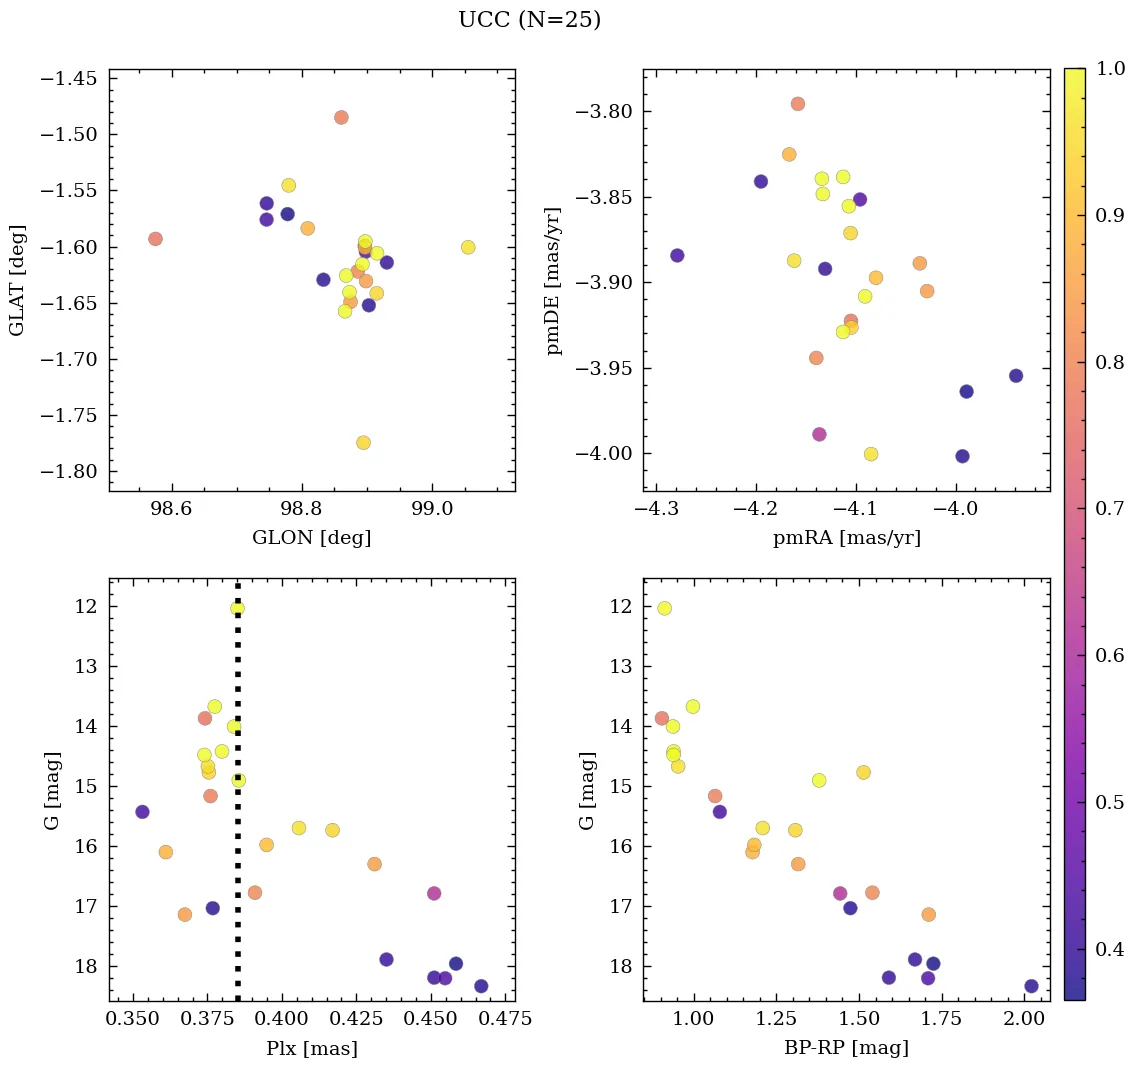 UCC (N=25)
−1.45
−1.50
−1.55
−1.60
−1.65
−1.70
−1.75
−1.80
GLAT [deg]
98.6 98.8 99.0
GLON [deg]
−3.80
−3.85
−3.90
−3.95
−4.00
pmDE [mas/yr]
−4.3 −4.2 −4.1 −4.0
pmRA [mas/yr]
12
13
14
15
16
17
18
G [mag]
0.350 0.375 0.400 0.425 0.450 0.475
Plx [mas]
12
13
14
15
16
17
18
G [mag]
1.00 1.25 1.50 1.75 2.00
BP-RP [mag]
1.0
0.9
0.8
0.7
0.6
0.5
0.4